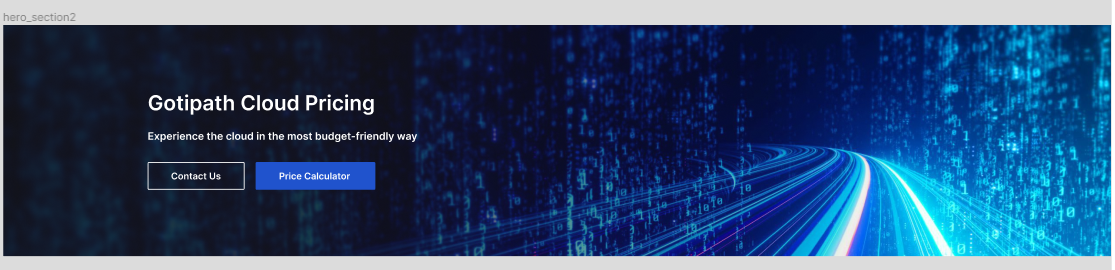 hero_section2
Gotipath Cloud Pricing
Experience the cloud in the most budget-friendly way
Contact Us
Price Calculator